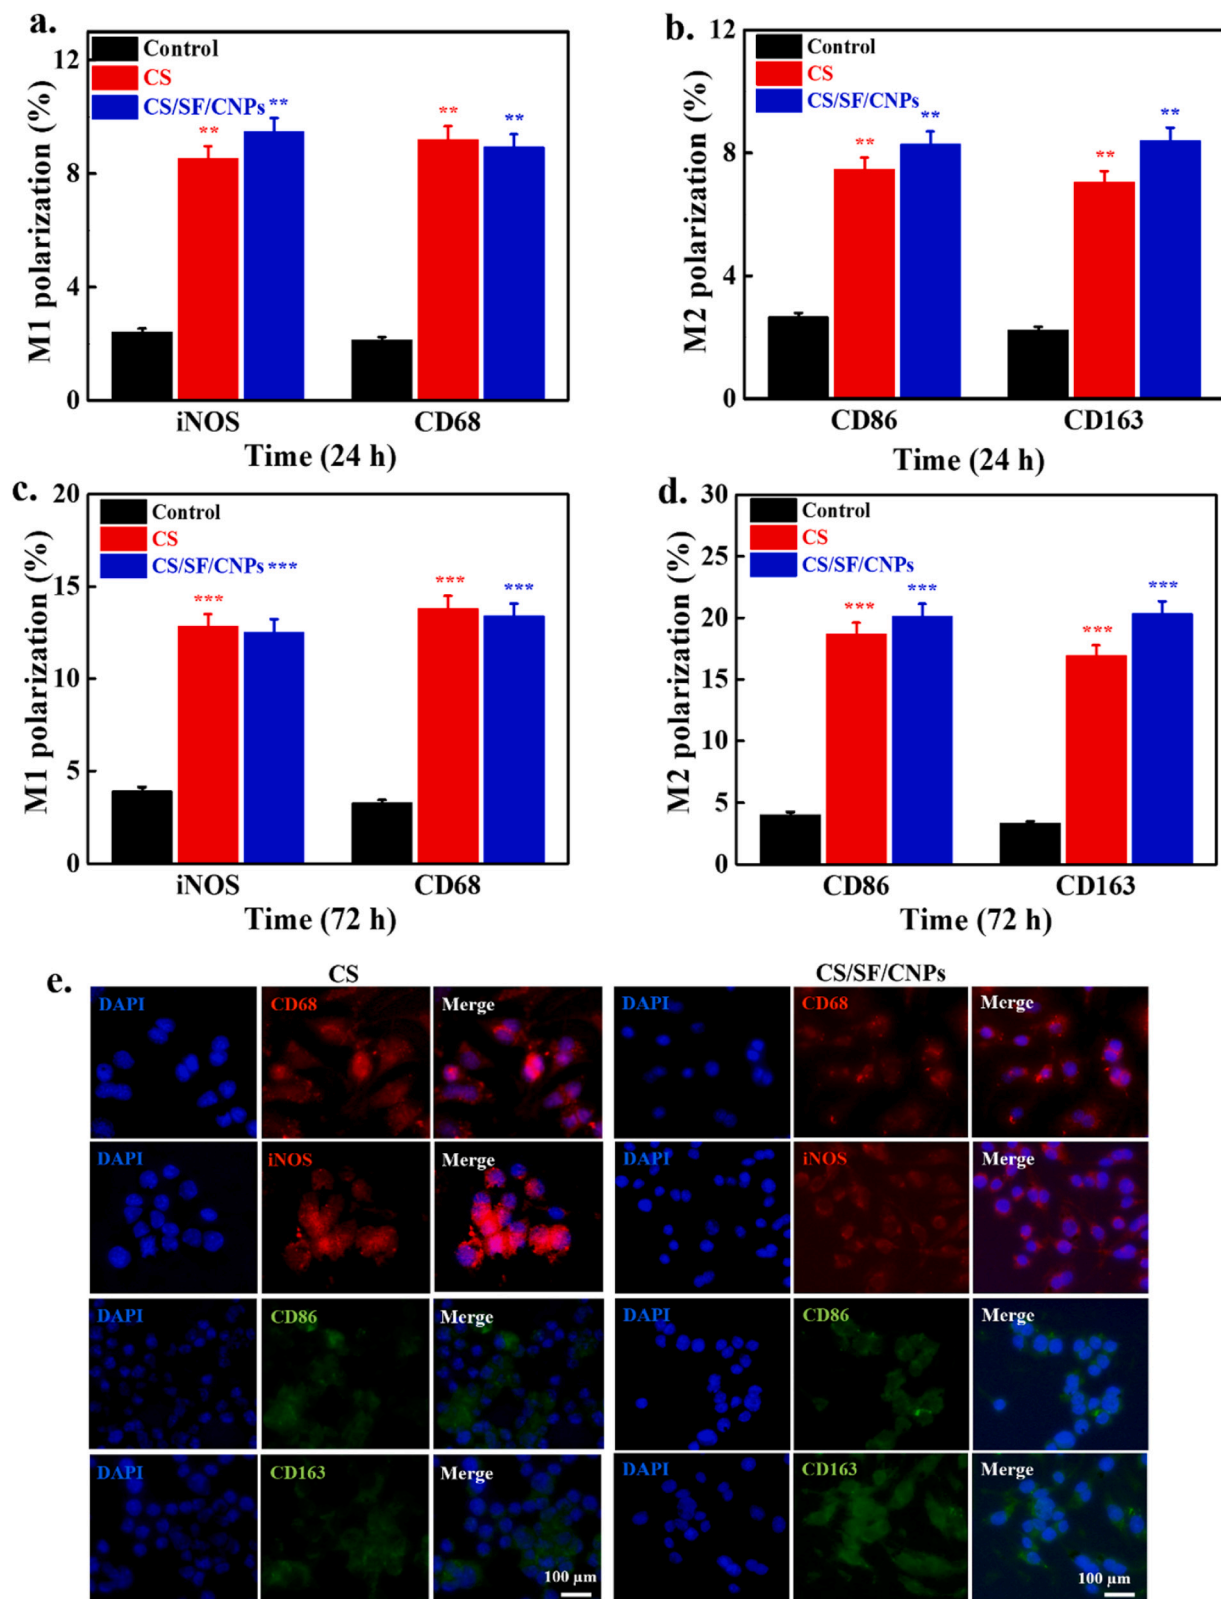 a.
Control
CS
CS/SF/CNPs
**
**
**
**
M1 polarization (%)
12
8
4
0
iNOS
CD68
Time (24 h)
b.
Control
CS
CS/SF/CNPs
**
**
**
**
M2 polarization (%)
12
8
4
0
CD86
CD163
Time (24 h)
c.
Control
CS
CS/SF/CNPs ***
***
***
***
M1 polarization (%)
20
15
10
5
0
iNOS
CD68
Time (72 h)
d.
Control
CS
CS/SF/CNPs
***
***
***
***
M2 polarization (%)
30
25
20
15
10
5
0
CD86
CD163
Time (72 h)
e.
CS
CS/SF/CNPs
DAPI CD68 Merge DAPI CD68 Merge
DAPI iNOS Merge DAPI iNOS Merge
DAPI CD86 Merge DAPI CD86 Merge
DAPI CD163 Merge DAPI CD163 Merge
100 µm 100 µm